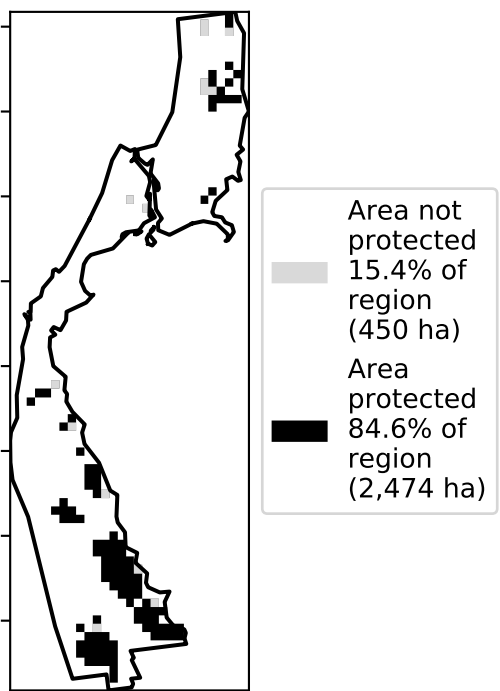 Area not
protected
15.4% of
region
(450 ha)
Area
protected
84.6% of
region
(2,474 ha)